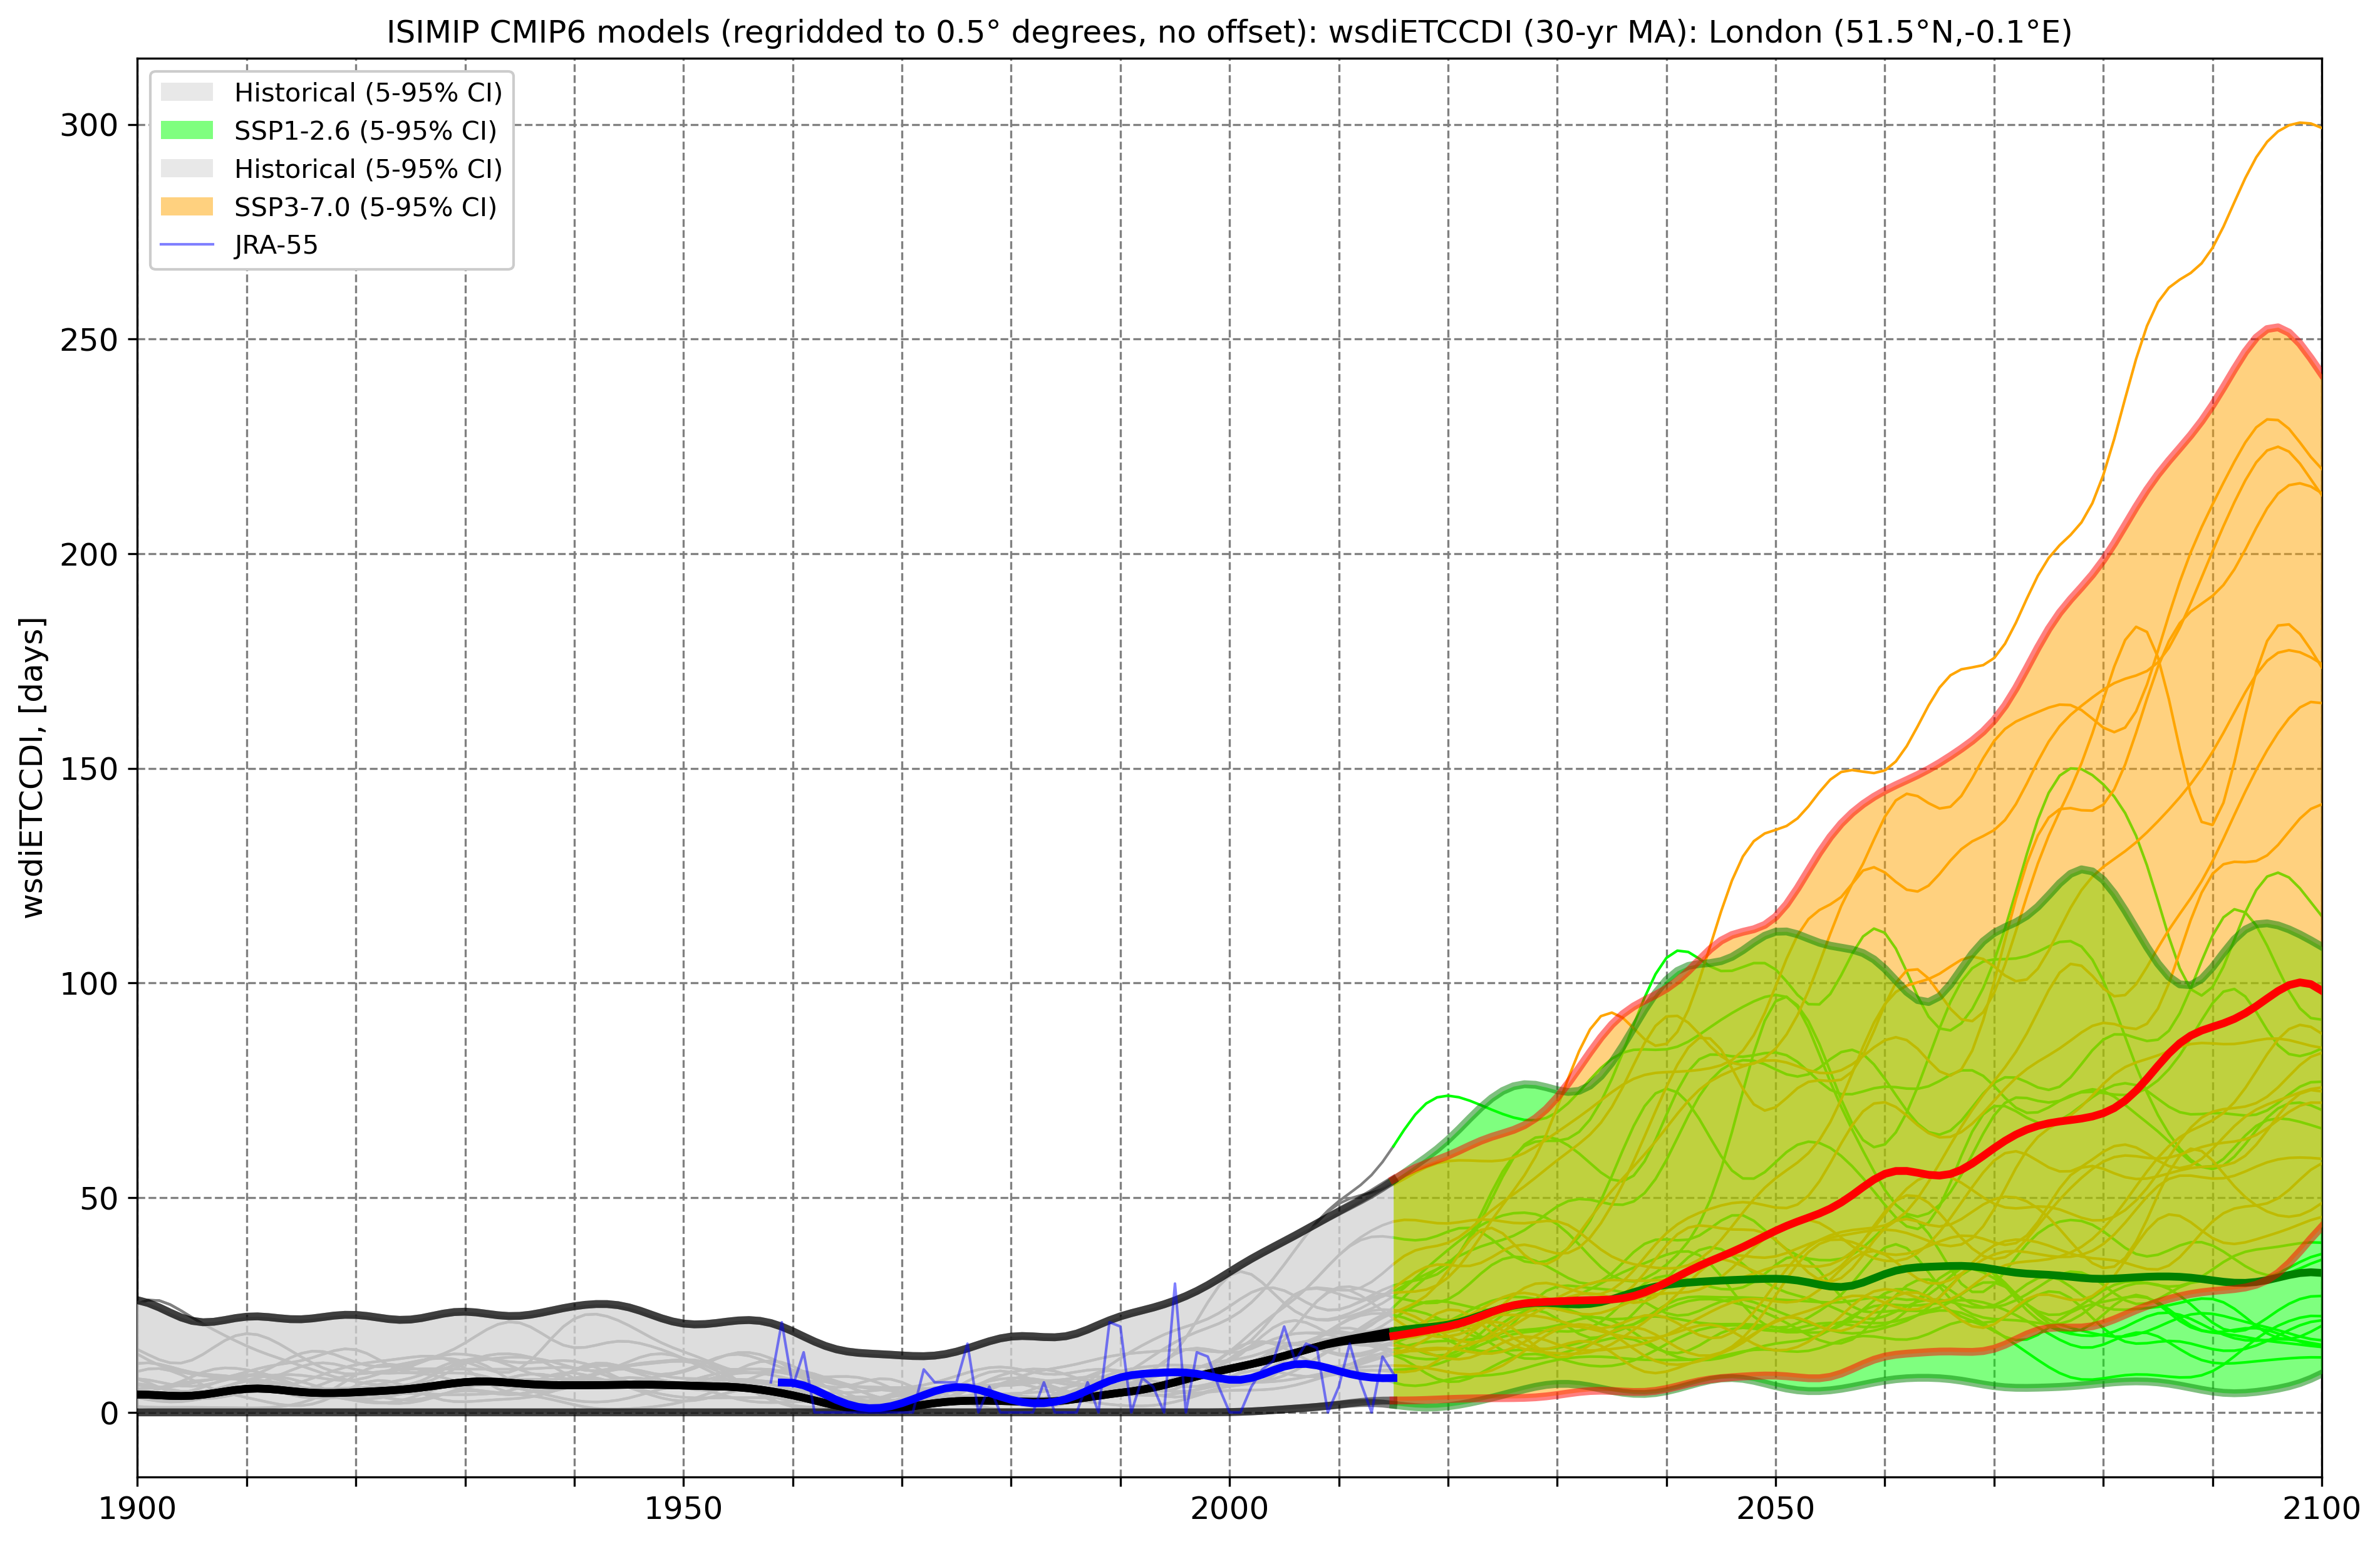 ISIMIP CMIP6 models (regridded to 0.5° degrees, no offset): wsdiETCCDI (30-yr MA): London (51.5°N,-0.1°E)
Historical (5-95% CI)
SSP1-2.6 (5-95% CI)
Historical (5-95% CI)
SSP3-7.0 (5-95% CI)
JRA-55
wsdiETCCDI, [days]
300
250
200
150
100
50
0
1900 1950 2000 2050 2100